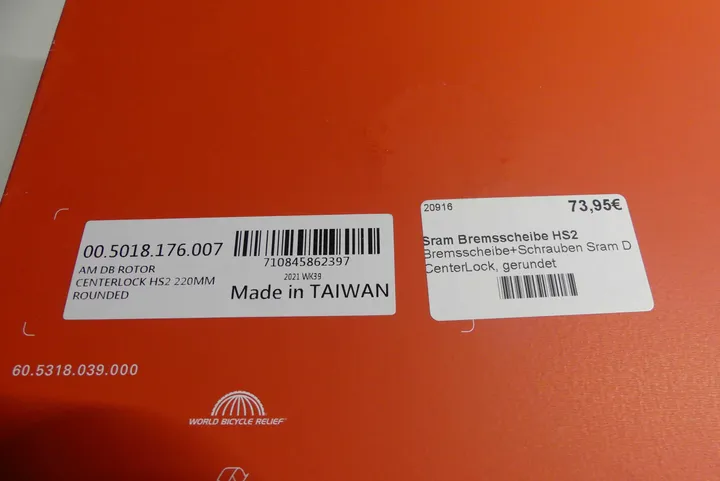 00.5018.176.007
AM DB ROTOR
CENTERLOCK HS2 220MM
ROUNDED
710845862397
2021 WK39
Made in TAIWAN
20916
73,95€
Sram Bremsscheibe HS2
Bremsscheibe+Schrauben Sram D
CenterLock, gerundet
60.5318.039.000
WORLD BICYCLE RELIEF